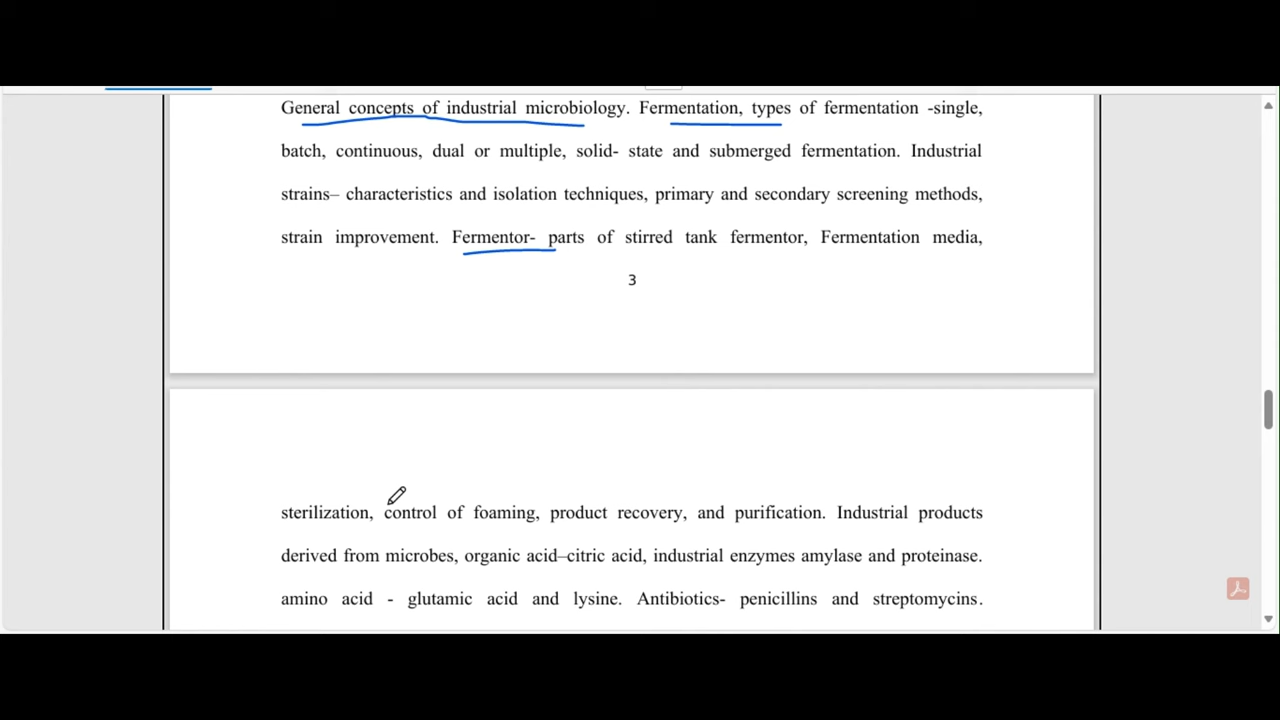 General concepts of industrial microbiology. Fermentation, types of fermentation -single,
batch, continuous, dual or multiple, solid- state and submerged fermentation. Industrial
strains– characteristics and isolation techniques, primary and secondary screening methods,
strain improvement. Fermentor- parts of stirred tank fermentor, Fermentation media,
3
sterilization, control of foaming, product recovery, and purification. Industrial products
derived from microbes, organic acid–citric acid, industrial enzymes amylase and proteinase.
amino acid - glutamic acid and lysine. Antibiotics- penicillins and streptomycins.